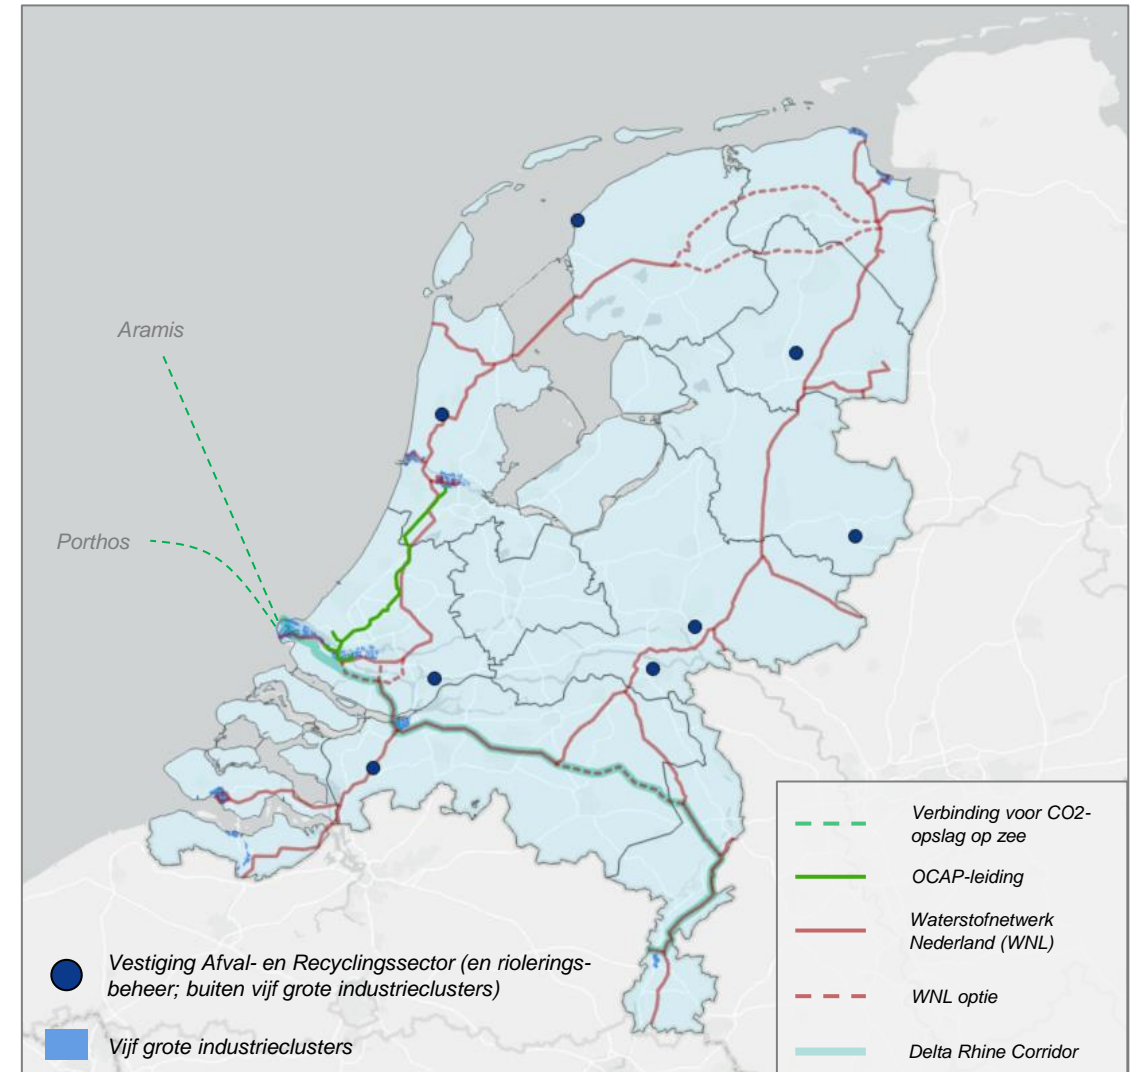 Aramis
Porthos
Vestiging Afval- en Recyclingssector (en riolerings-
beheer; buiten vijf grote industrieclusters)
Vijf grote industrieclusters
Verbinding voor CO2-
opslag op zee
OCAP-leiding
Waterstofnetwerk
Nederland (WNL)
WNL optie
Delta Rhine Corridor